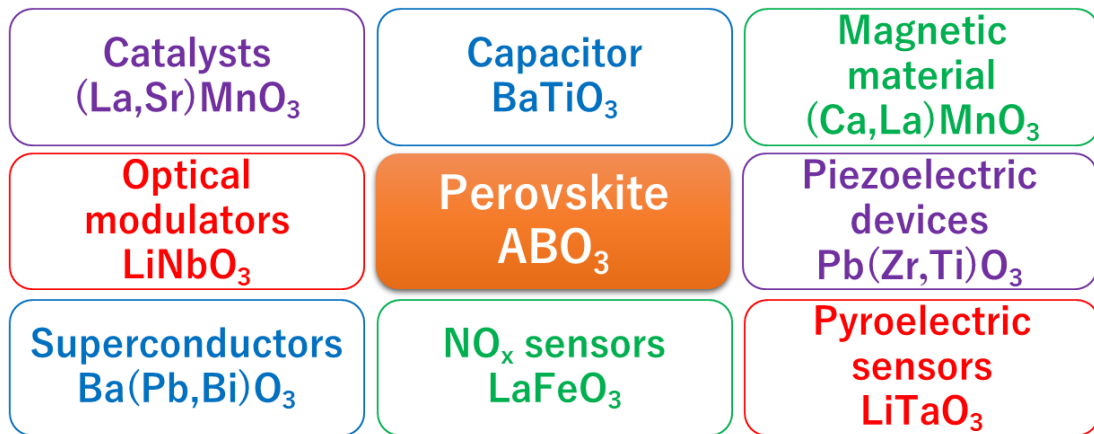 Catalysts
(La,Sr)MnO₃
Capacitor
BaTiO₃
Magnetic
material
(Ca,La)MnO₃
Optical
modulators
LiNbO₃
Perovskite
ABO₃
Piezoelectric
devices
Pb(Zr,Ti)O₃
Superconductors
Ba(Pb,Bi)O₃
NOₓ sensors
LaFeO₃
Pyroelectric
sensors
LiTaO₃